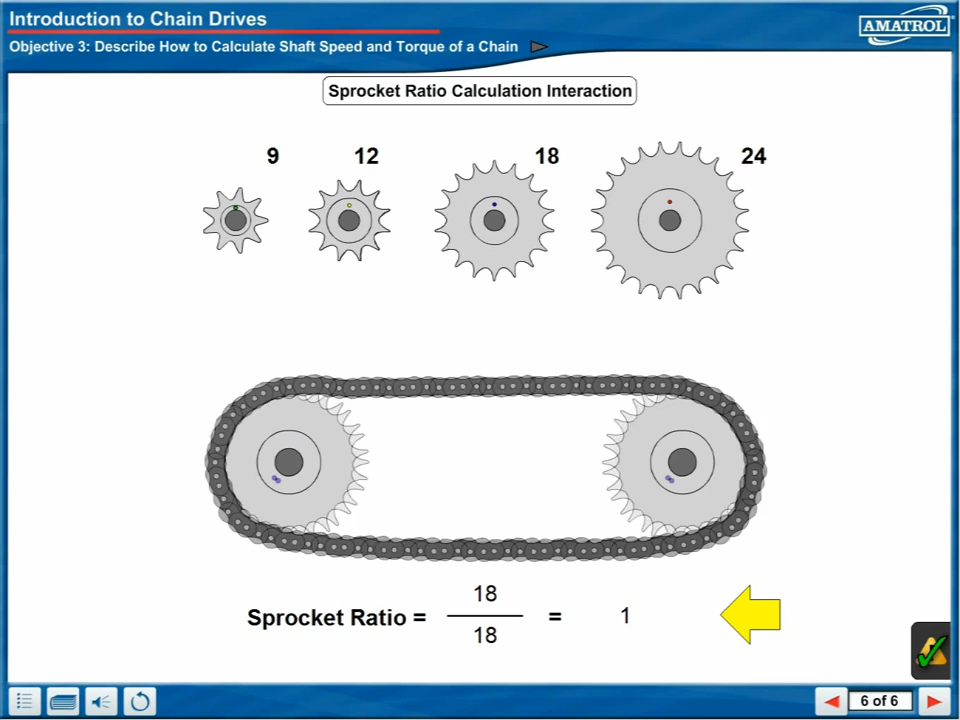 Introduction to Chain Drives
Objective 3: Describe How to Calculate Shaft Speed and Torque of a Chain
AMATROL
Sprocket Ratio Calculation Interaction
9 12 18 24
18
Sprocket Ratio = = 1
18
6 of 6